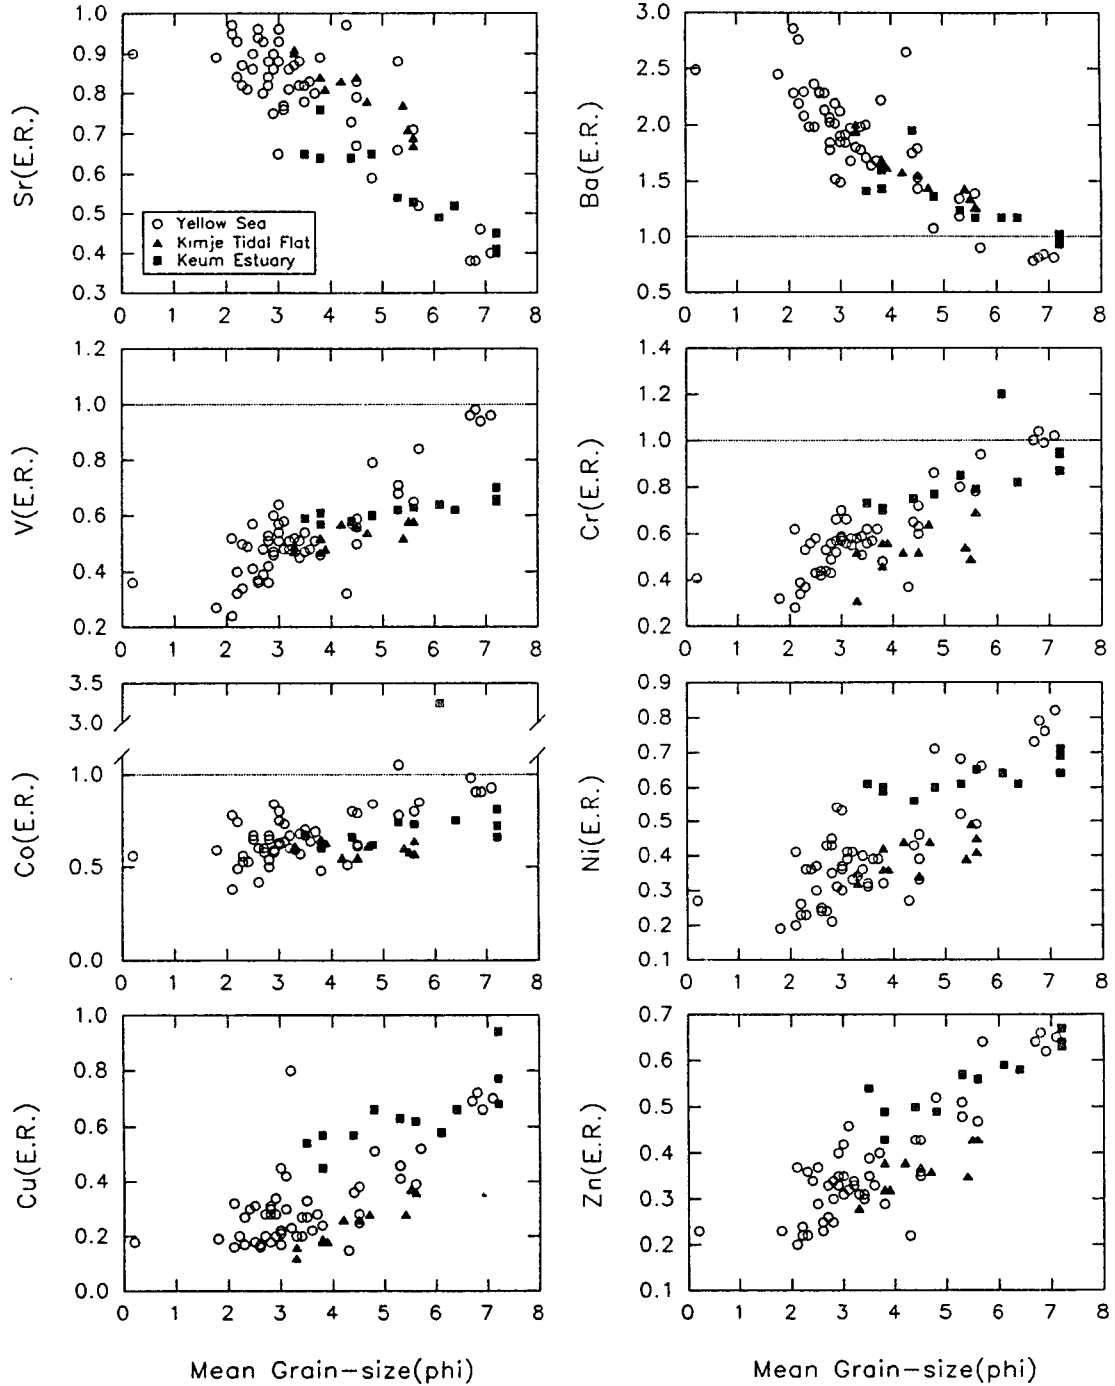 Sr(E.R.)
1.0
0.9
0.8
0.7
0.6
0.5
0.4
0.3
Yellow Sea
Kimje Tidal Flat
Keum Estuary
0 1 2 3 4 5 6 7 8
Ba(E.R.)
3.0
2.5
2.0
1.5
1.0
0.5
0 1 2 3 4 5 6 7 8
V(E.R.)
1.2
1.0
0.8
0.6
0.4
0.2
0 1 2 3 4 5 6 7 8
Cr(E.R.)
1.4
1.2
1.0
0.8
0.6
0.4
0.2
0 1 2 3 4 5 6 7 8
Co(E.R.)
3.5
3.0
1.0
0.5
0.0
0 1 2 3 4 5 6 7 8
Ni(E.R.)
0.9
0.8
0.7
0.6
0.5
0.4
0.3
0.2
0.1
0 1 2 3 4 5 6 7 8
Cu(E.R.)
1.0
0.8
0.6
0.4
0.2
0.0
0 1 2 3 4 5 6 7 8
Mean Grain-size(phi)
Zn(E.R.)
0.7
0.6
0.5
0.4
0.3
0.2
0.1
0 1 2 3 4 5 6 7 8
Mean Grain-size(phi)